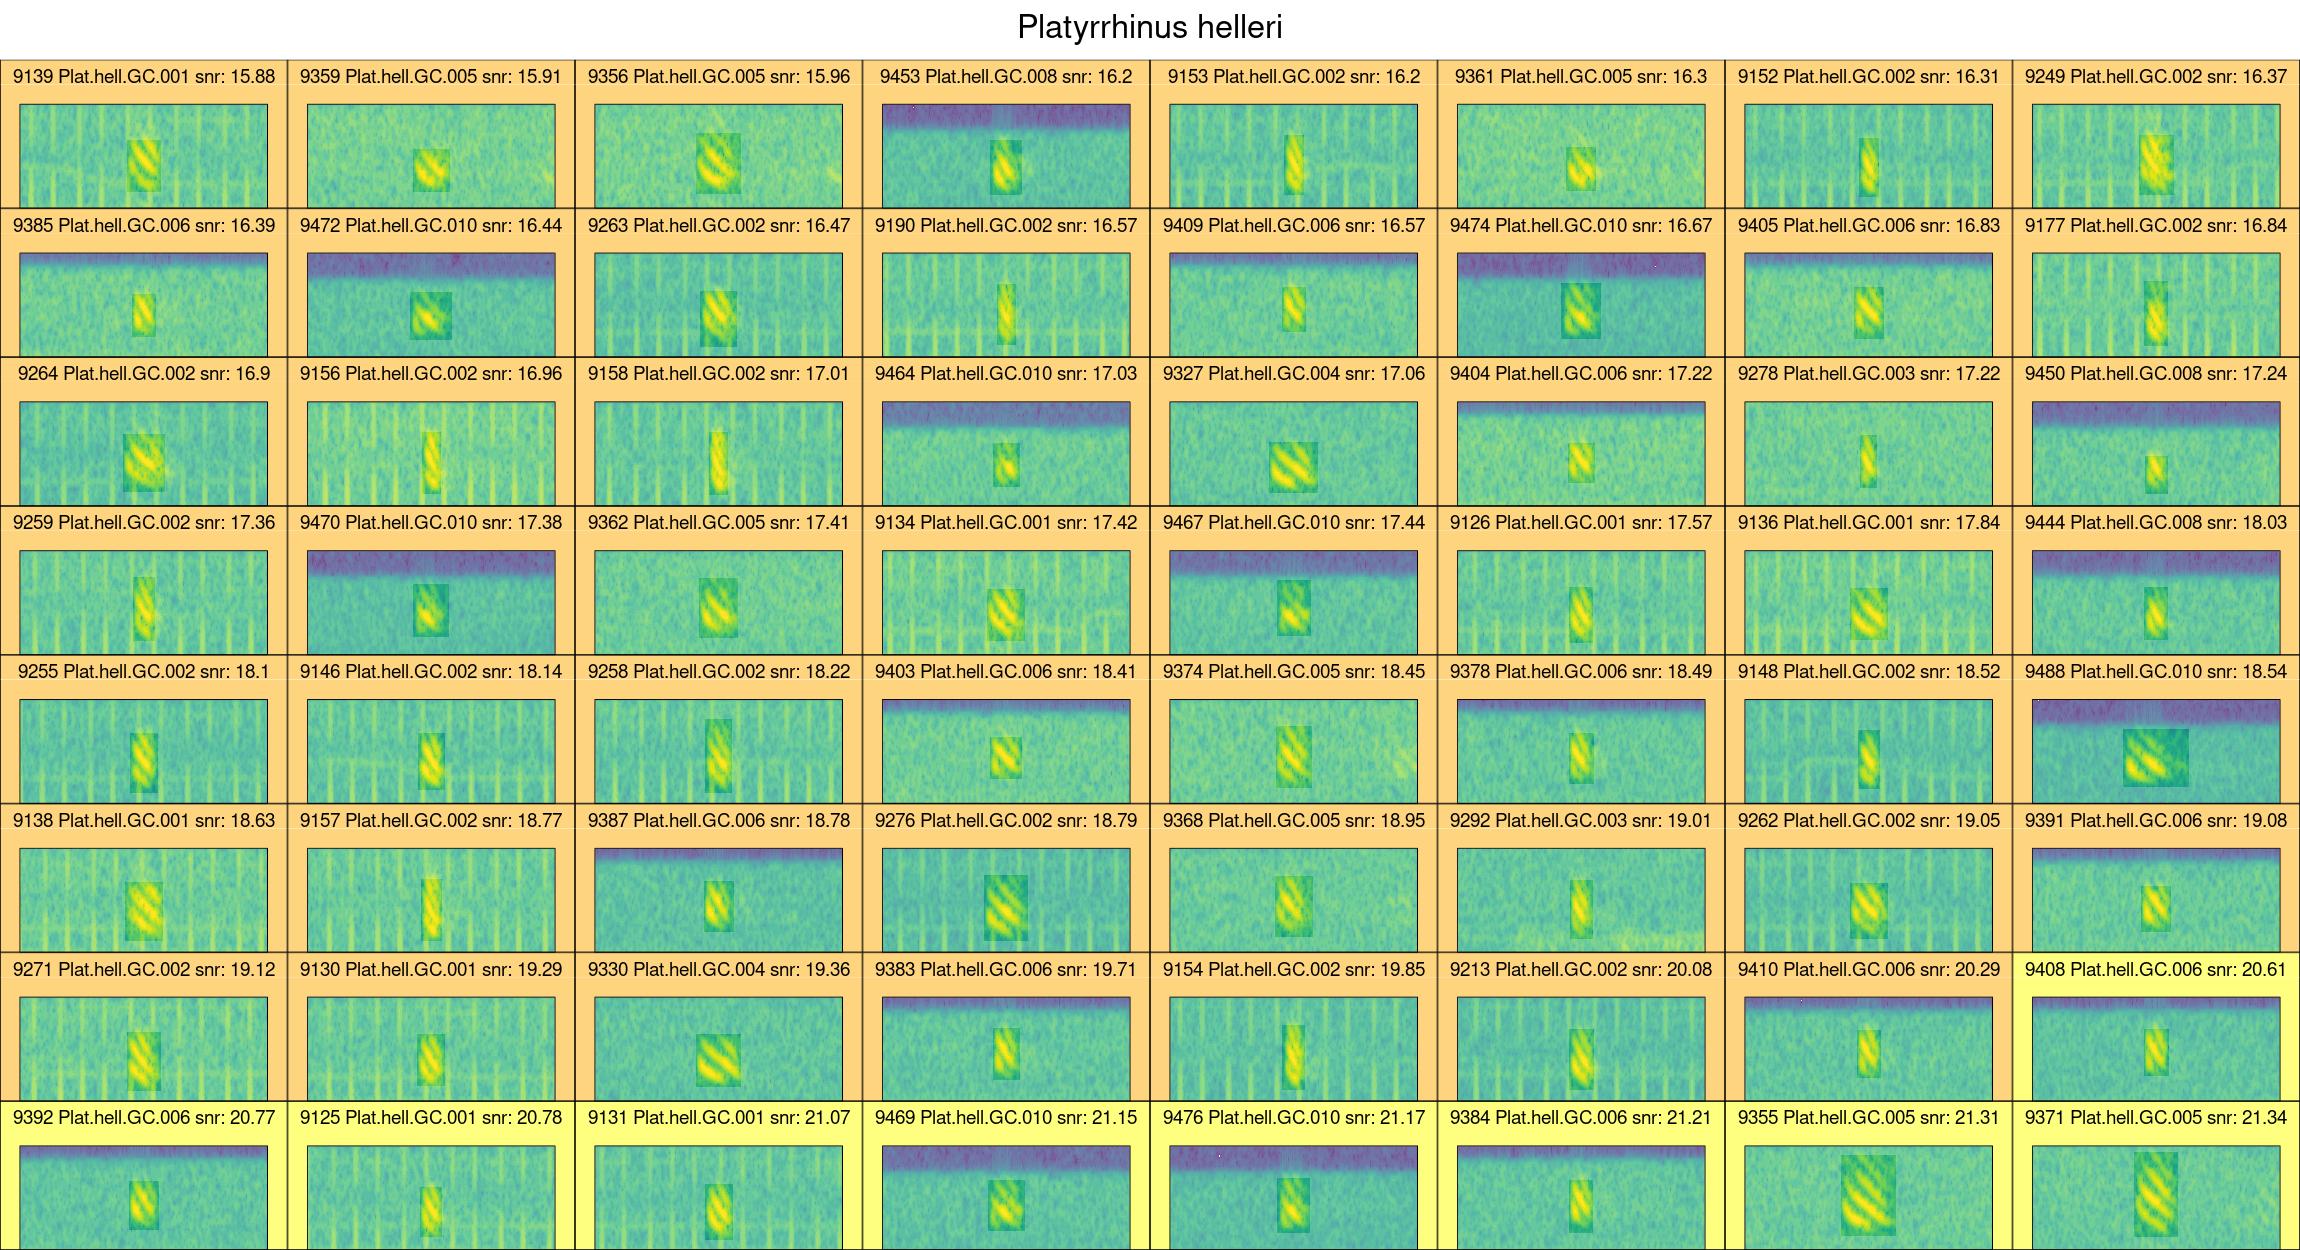 Platyrrhinus helleri
9139 Plat.hell.GC.001 snr: 15.88 9359 Plat.hell.GC.005 snr: 15.91 9356 Plat.hell.GC.005 snr: 15.96 9453 Plat.hell.GC.008 snr: 16.2 9153 Plat.hell.GC.002 snr: 16.2 9361 Plat.hell.GC.005 snr: 16.3 9152 Plat.hell.GC.002 snr: 16.31 9249 Plat.hell.GC.002 snr: 16.37
9385 Plat.hell.GC.006 snr: 16.39 9472 Plat.hell.GC.010 snr: 16.44 9263 Plat.hell.GC.002 snr: 16.47 9190 Plat.hell.GC.002 snr: 16.57 9409 Plat.hell.GC.006 snr: 16.57 9474 Plat.hell.GC.010 snr: 16.67 9405 Plat.hell.GC.006 snr: 16.83 9177 Plat.hell.GC.002 snr: 16.84
9264 Plat.hell.GC.002 snr: 16.9 9156 Plat.hell.GC.002 snr: 16.96 9158 Plat.hell.GC.002 snr: 17.01 9464 Plat.hell.GC.010 snr: 17.03 9327 Plat.hell.GC.004 snr: 17.06 9404 Plat.hell.GC.006 snr: 17.22 9278 Plat.hell.GC.003 snr: 17.22 9450 Plat.hell.GC.008 snr: 17.24
9259 Plat.hell.GC.002 snr: 17.36 9470 Plat.hell.GC.010 snr: 17.38 9362 Plat.hell.GC.005 snr: 17.41 9134 Plat.hell.GC.001 snr: 17.42 9467 Plat.hell.GC.010 snr: 17.44 9126 Plat.hell.GC.001 snr: 17.57 9136 Plat.hell.GC.001 snr: 17.84 9444 Plat.hell.GC.008 snr: 18.03
9255 Plat.hell.GC.002 snr: 18.1 9146 Plat.hell.GC.002 snr: 18.14 9258 Plat.hell.GC.002 snr: 18.22 9403 Plat.hell.GC.006 snr: 18.41 9374 Plat.hell.GC.005 snr: 18.45 9378 Plat.hell.GC.006 snr: 18.49 9148 Plat.hell.GC.002 snr: 18.52 9488 Plat.hell.GC.010 snr: 18.54
9138 Plat.hell.GC.001 snr: 18.63 9157 Plat.hell.GC.002 snr: 18.77 9387 Plat.hell.GC.006 snr: 18.78 9276 Plat.hell.GC.002 snr: 18.79 9368 Plat.hell.GC.005 snr: 18.95 9292 Plat.hell.GC.003 snr: 19.01 9262 Plat.hell.GC.002 snr: 19.05 9391 Plat.hell.GC.006 snr: 19.08
9271 Plat.hell.GC.002 snr: 19.12 9130 Plat.hell.GC.001 snr: 19.29 9330 Plat.hell.GC.004 snr: 19.36 9383 Plat.hell.GC.006 snr: 19.71 9154 Plat.hell.GC.002 snr: 19.85 9213 Plat.hell.GC.002 snr: 20.08 9410 Plat.hell.GC.006 snr: 20.29 9408 Plat.hell.GC.006 snr: 20.61
9392 Plat.hell.GC.006 snr: 20.77 9125 Plat.hell.GC.001 snr: 20.78 9131 Plat.hell.GC.001 snr: 21.07 9469 Plat.hell.GC.010 snr: 21.15 9476 Plat.hell.GC.010 snr: 21.17 9384 Plat.hell.GC.006 snr: 21.21 9355 Plat.hell.GC.005 snr: 21.31 9371 Plat.hell.GC.005 snr: 21.34